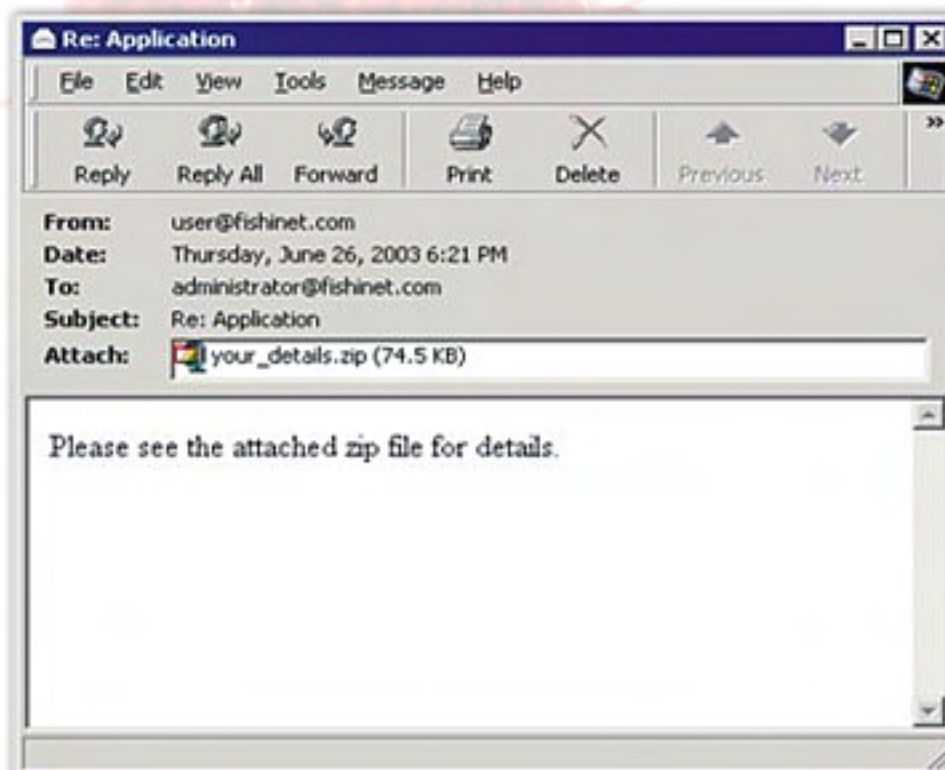 Re: Application
File Edit View Tools Message Help
»
Reply Reply All Forward Print Delete Previous Next
From: user@fishinet.com
Date: Thursday, June 26, 2003 6:21 PM
To: administrator@fishinet.com
Subject: Re: Application
Attach: your_details.zip (74.5 KB)
Please see the attached zip file for details.